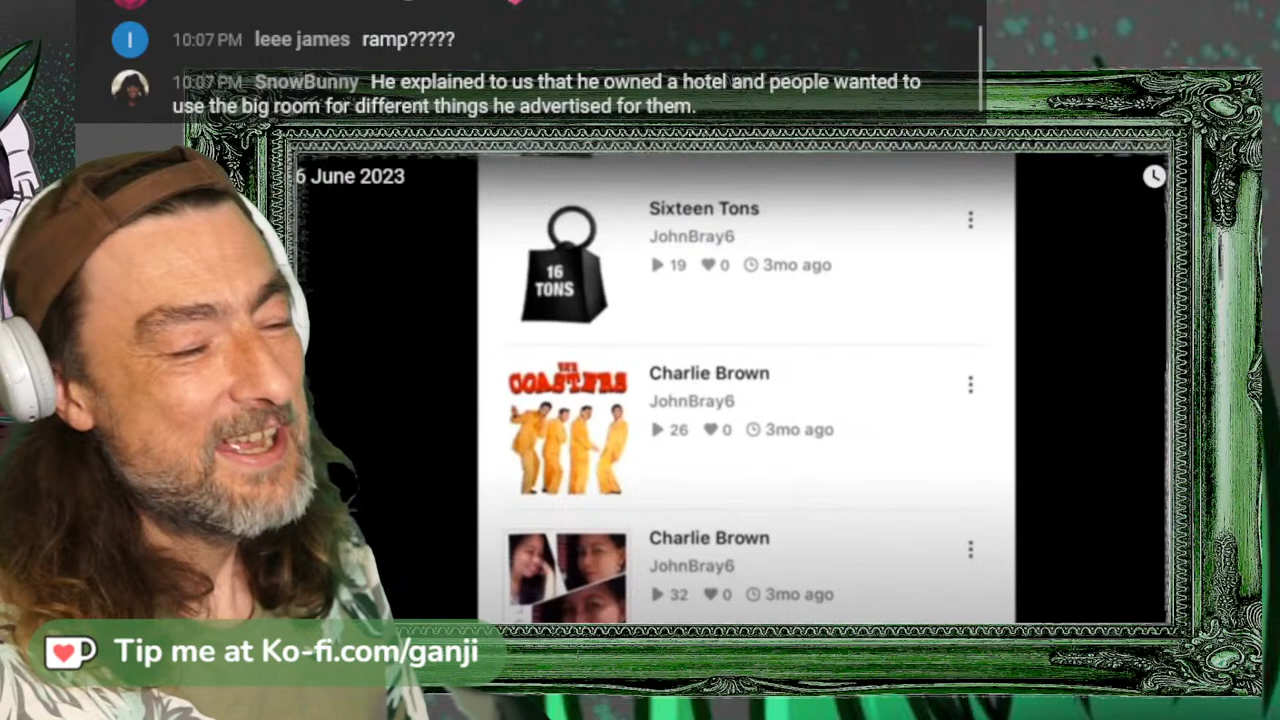 10:07 PM leee james ramp?????
10:07 PM SnowBunny He explained to us that he owned a hotel and people wanted to
use the big room for different things he advertised for them.
6 June 2023
Sixteen Tons
JohnBray6
19 0 3mo ago
16
TONS
Charlie Brown
JohnBray6
26 0 3mo ago
THE
COASTERS
Charlie Brown
JohnBray6
32 0 3mo ago
Tip me at Ko-fi.com/ganji
I